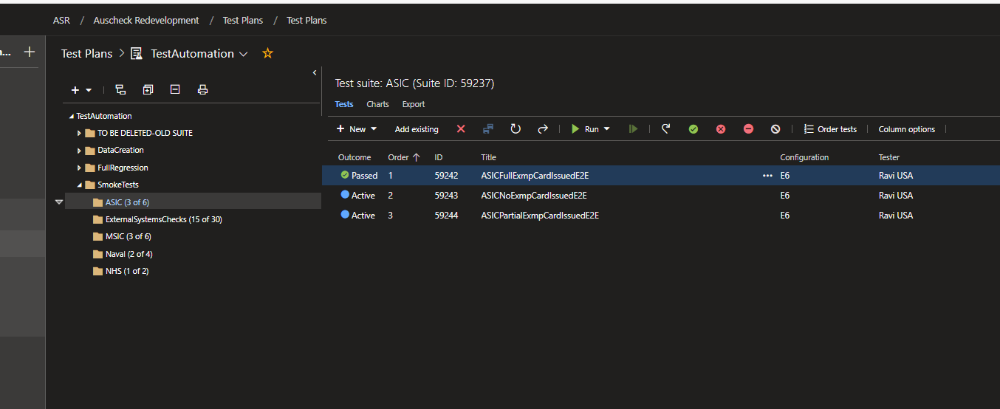 ASR / Auscheck Redevelopment / Test Plans / Test Plans
Test Plans > TestAutomation
Test suite: ASIC (Suite ID: 59237)
Tests Charts Export
TestAutomation
TO BE DELETED-OLD SUITE
DataCreation
FullRegression
SmokeTests
ASIC (3 of 6)
ExternalSystemsChecks (15 of 30)
MSIC (3 of 6)
Naval (2 of 4)
NHS (1 of 2)
New Add existing Run Order tests Column options
Outcome Order ID Title Configuration Tester
Passed 1 59242 ASICFullExmpCardIssuedE2E ... E6 Ravi USA
Active 2 59243 ASICNoExmpCardIssuedE2E E6 Ravi USA
Active 3 59244 ASICPartialExmpCardIssuedE2E E6 Ravi USA